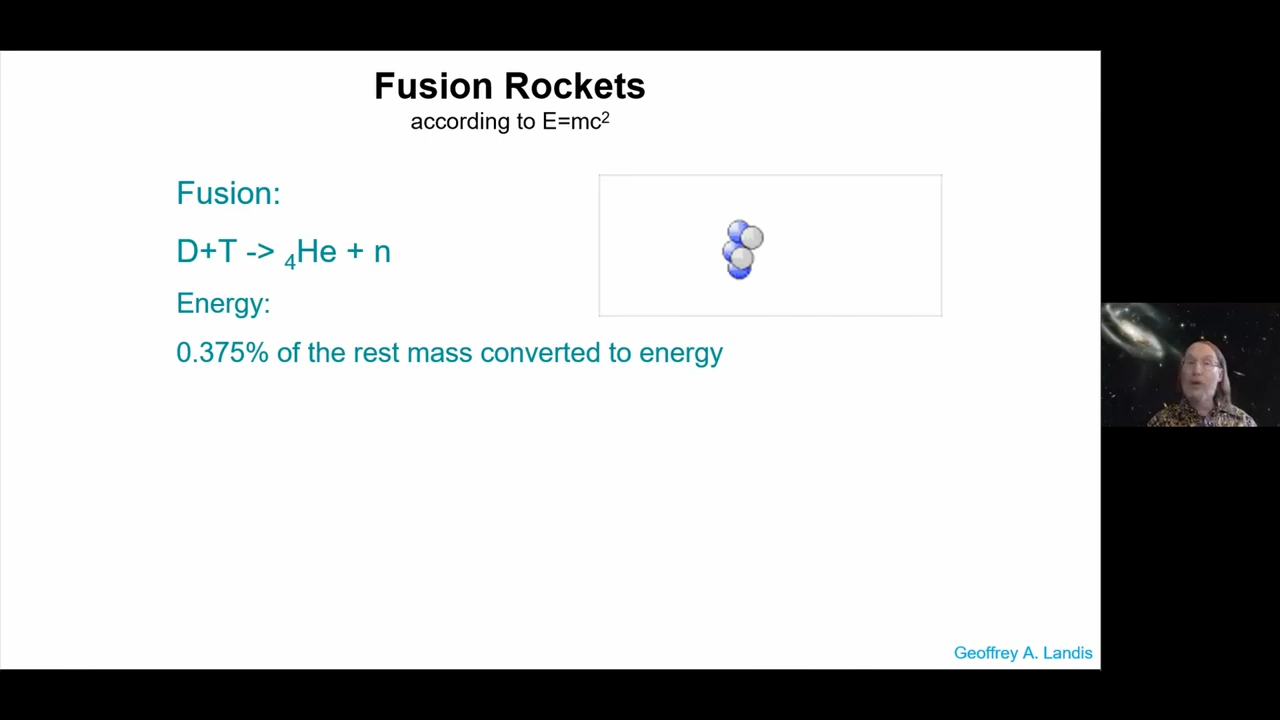 Fusion Rockets
according to E=mc²
Fusion:
D+T -> ₄He + n
Energy:
0.375% of the rest mass converted to energy
Geoffrey A. Landis